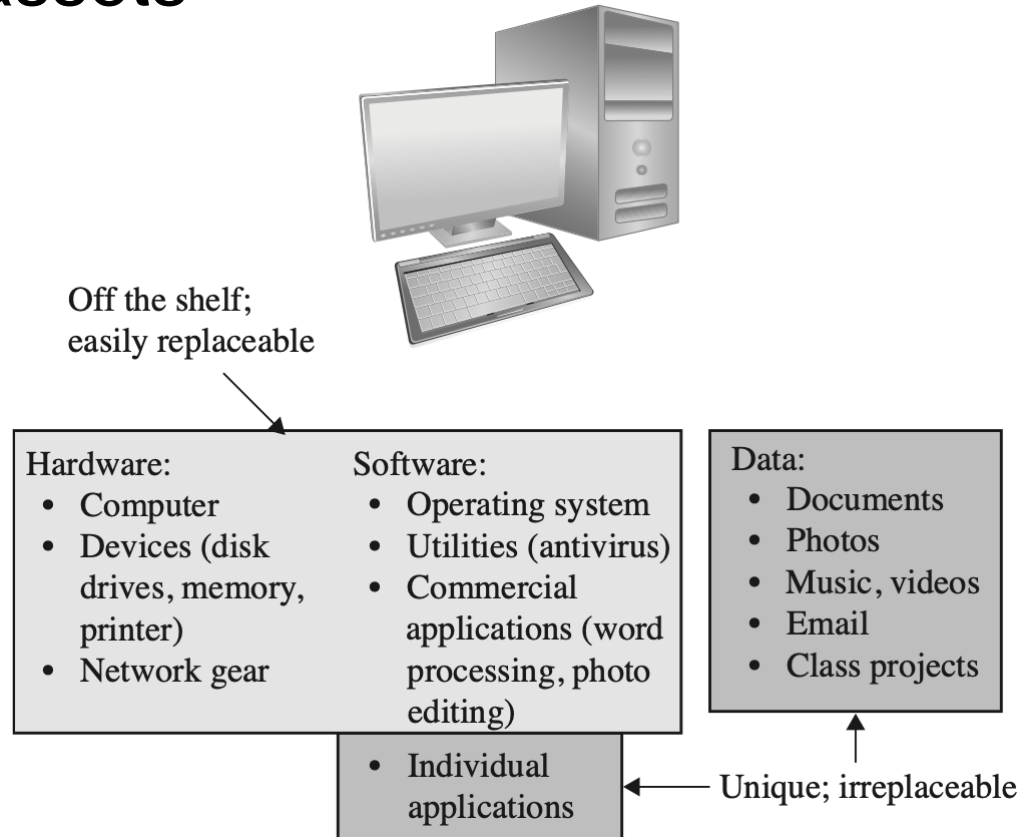 assets
Off the shelf;
easily replaceable
Hardware:
• Computer
• Devices (disk
drives, memory,
printer)
• Network gear
Software:
• Operating system
• Utilities (antivirus)
• Commercial
applications (word
processing, photo
editing)
• Individual
applications
Data:
• Documents
• Photos
• Music, videos
• Email
• Class projects
Unique; irreplaceable